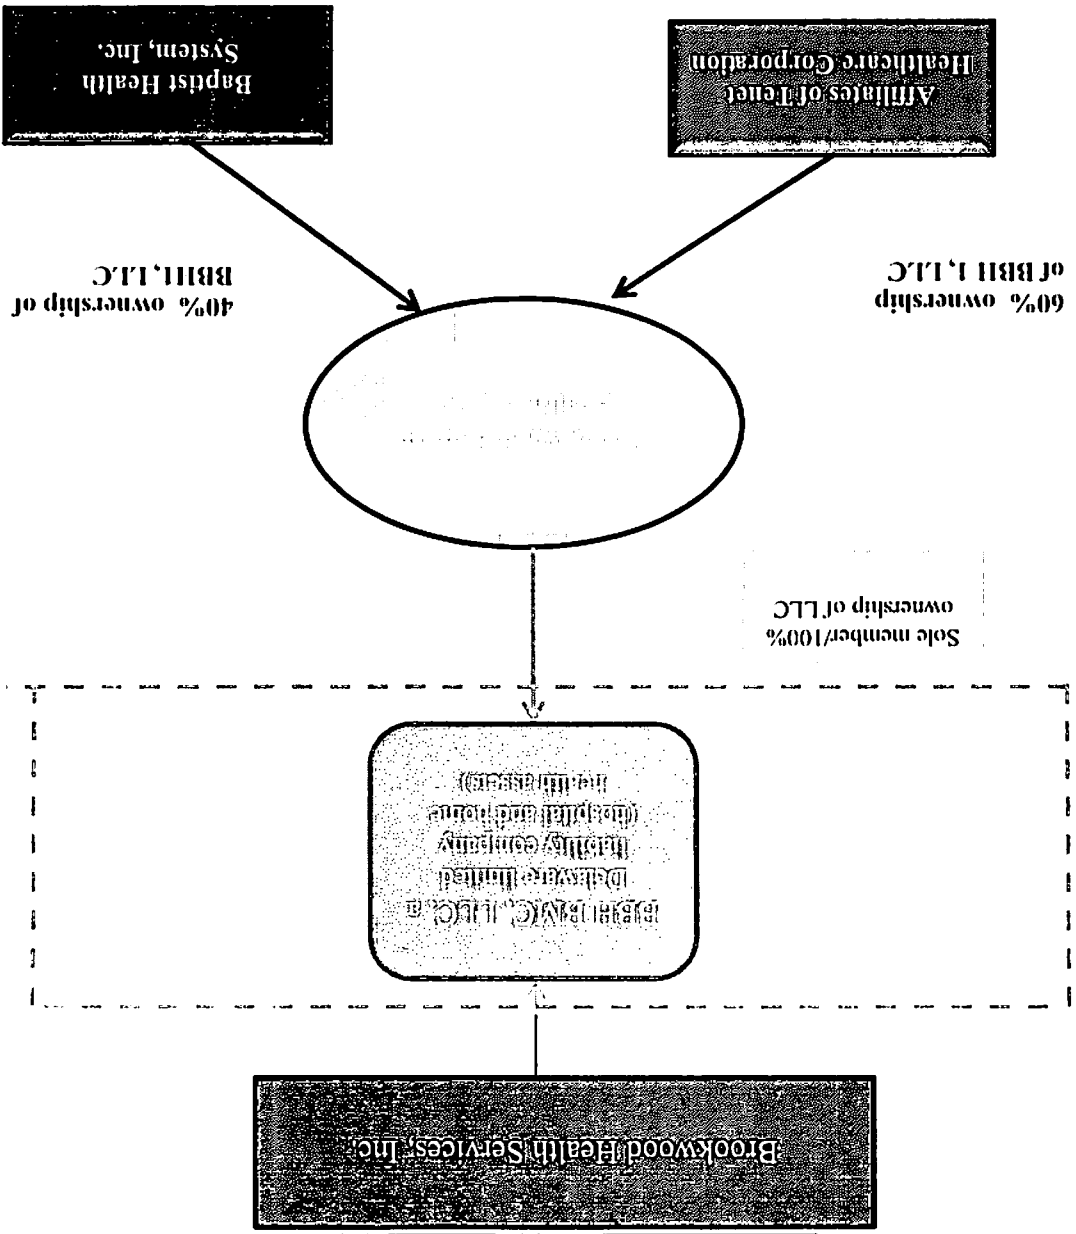 Brookwood Health Services, Inc.
BBH BMC, LLC, a
Delaware limited
liability company
(hospital and home
health assets)
Sole member/100%
ownership of LLC
60% ownership
of BBH 1, LLC
40% ownership of
BBH1, LLC
Affiliates of Tenet
Healthcare Corporation
Baptist Health
System, Inc.